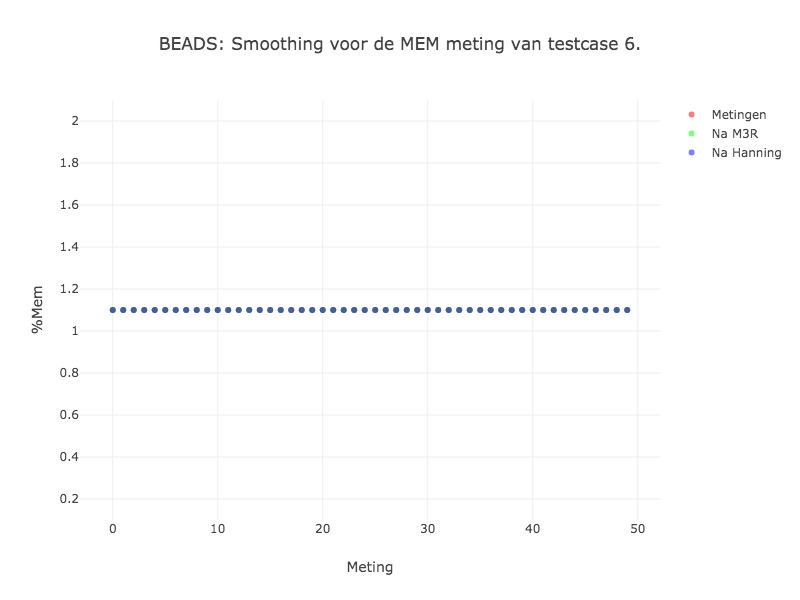 BEADS: Smoothing voor de MEM meting van testcase 6.
Metingen
Na M3R
Na Hanning
2
1.8
1.6
1.4
1.2
1
0.8
0.6
0.4
0.2
%Mem
0 10 20 30 40 50
Meting